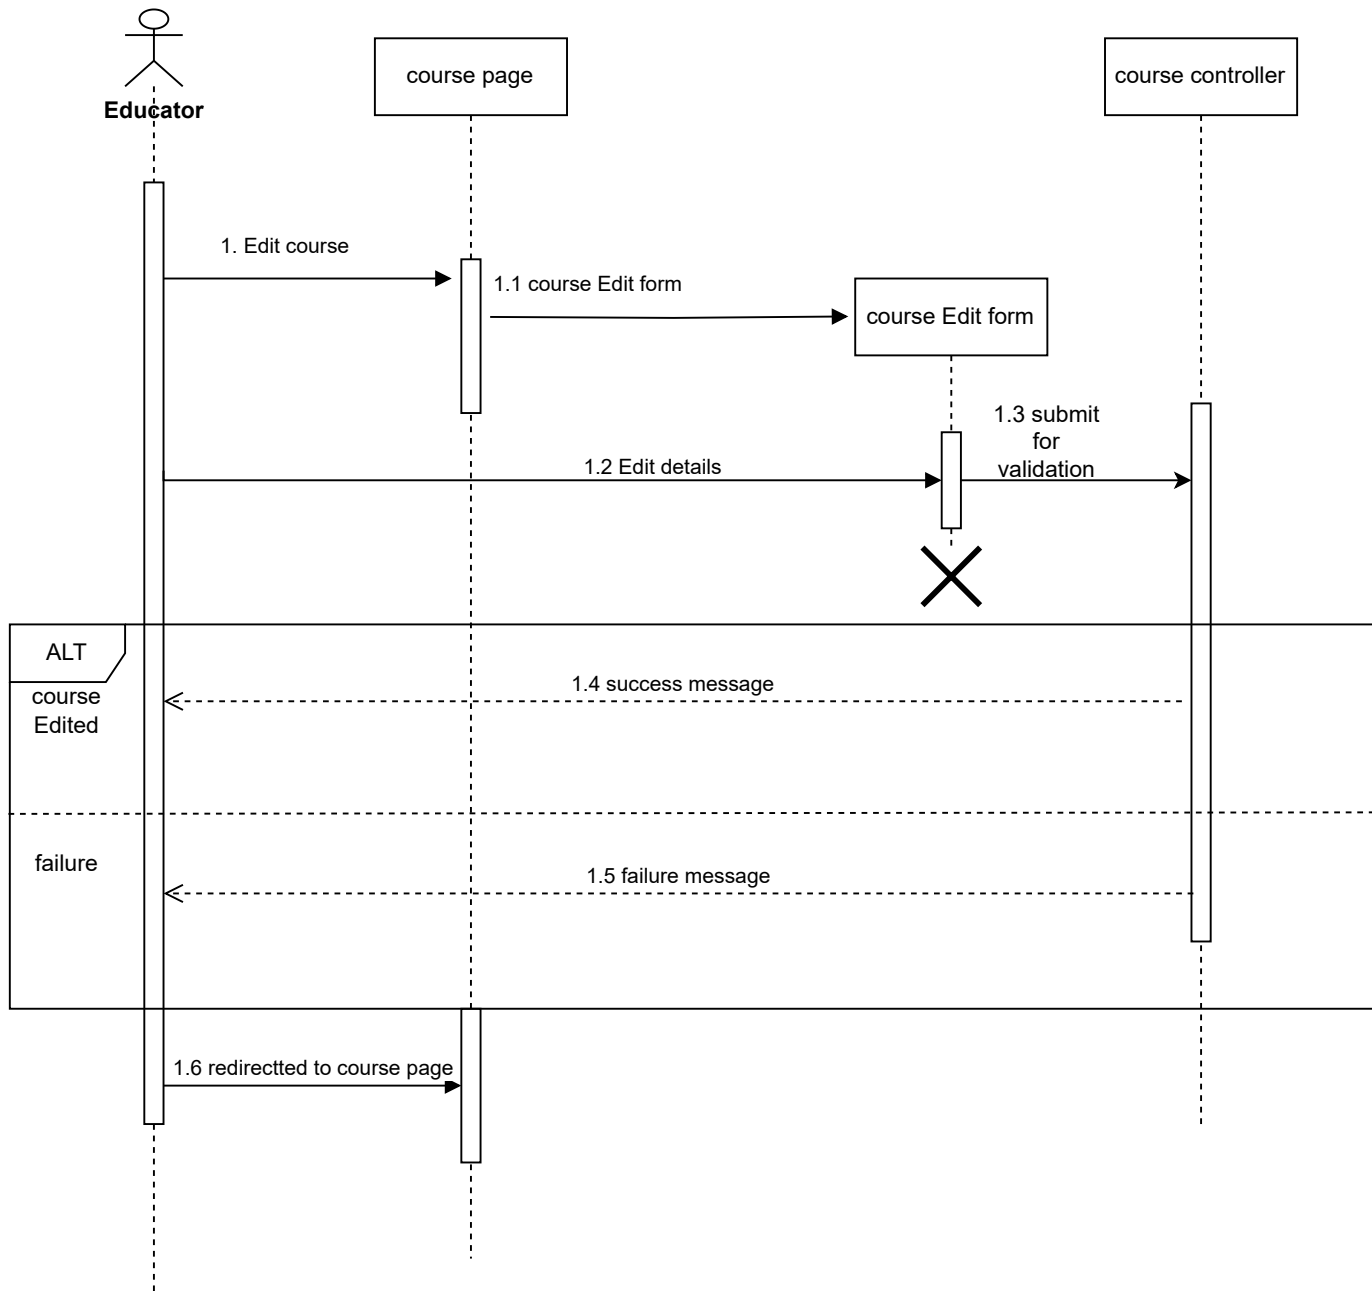 course page
course controller
Educator
1. Edit course
1.1 course Edit form
course Edit form
1.3 submit
for
validation
1.2 Edit details
ALT
course
Edited
1.4 success message
failure
1.5 failure message
1.6 redirectted to course page